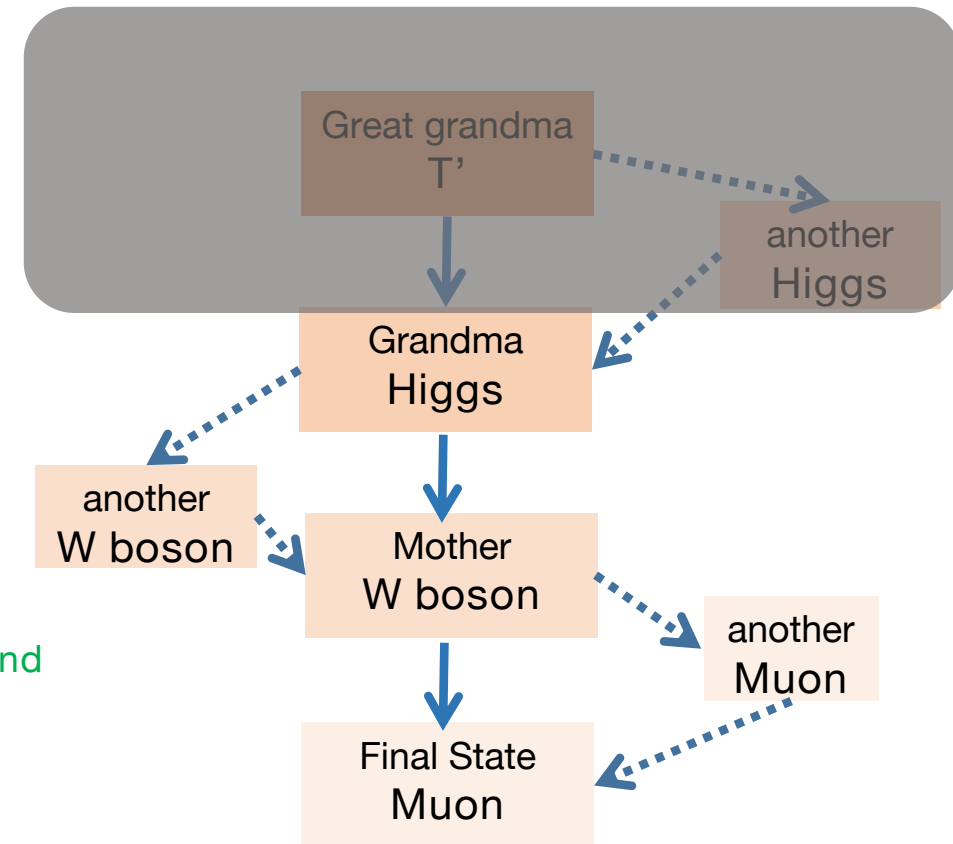 Great grandma
T’
another
Higgs
Grandma
Higgs
another
W boson
Mother
W boson
another
Muon
nd
Final State
Muon